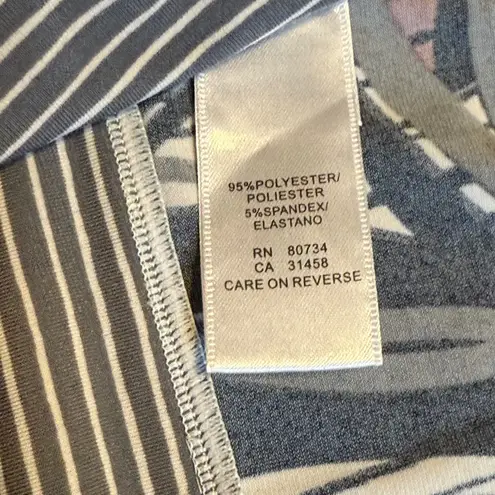 95%POLYESTER/
POLIESTER
5%SPANDEX/
ELASTANO
RN 80734
CA 31458
CARE ON REVERSE